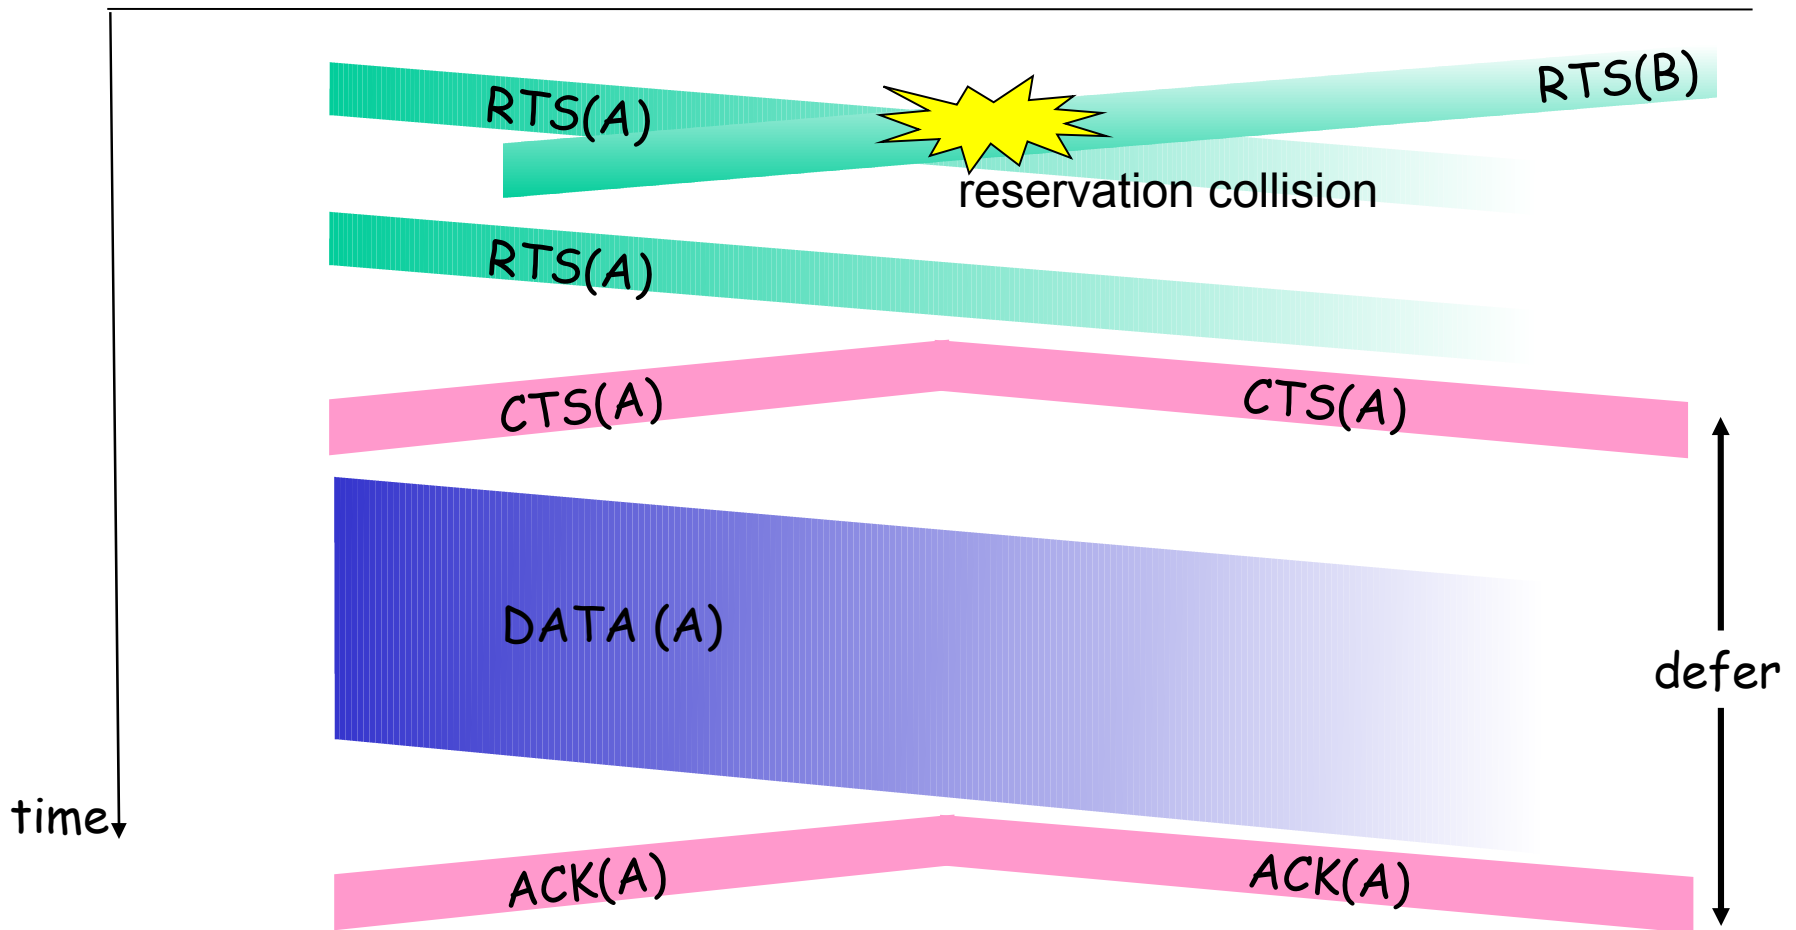 RTS(B)
RTS(A)
reservation collision
RTS(A)
CTS(A)
CTS(A)
DATA (A)
defer
time
ACK(A)
ACK(A)